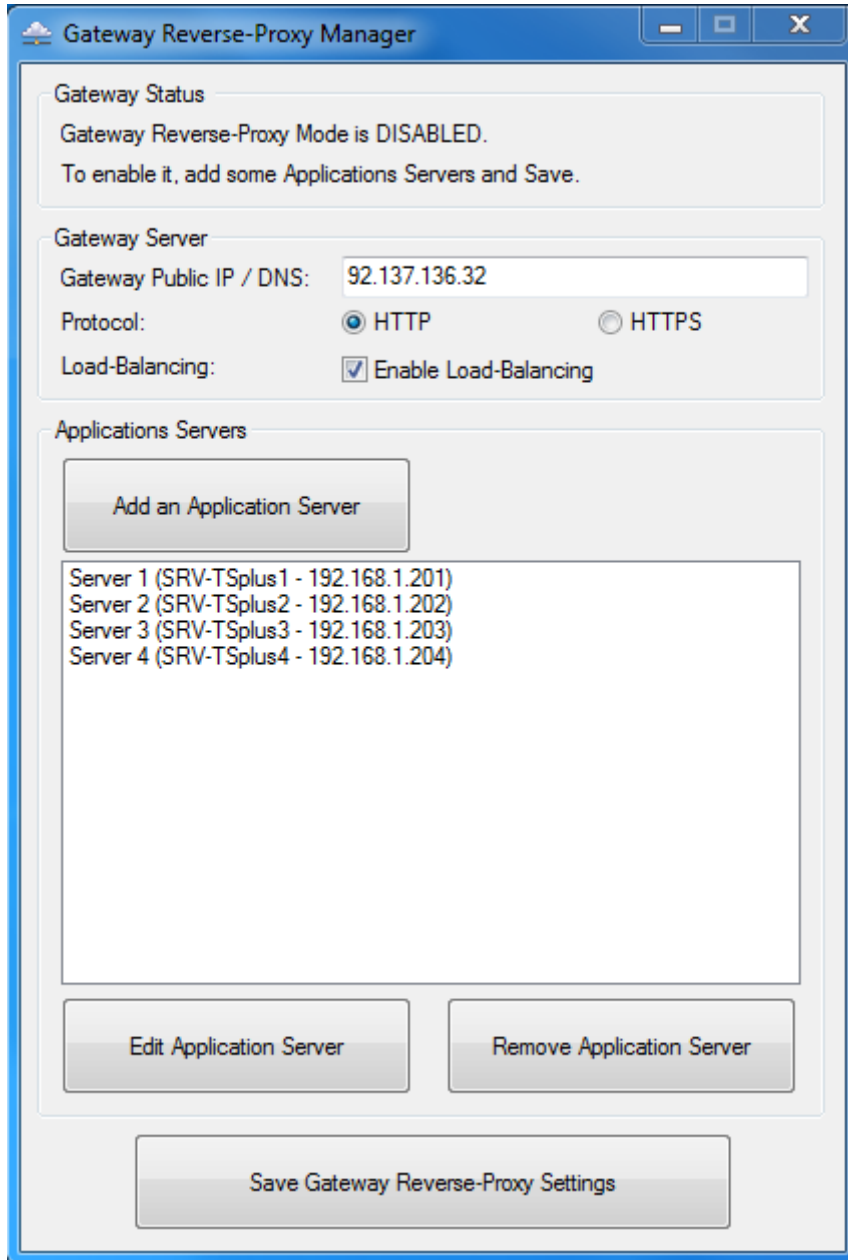 Gateway Reverse-Proxy Manager
Gateway Status
Gateway Reverse-Proxy Mode is DISABLED.
To enable it, add some Applications Servers and Save.
Gateway Server
Gateway Public IP / DNS: 92.137.136.32
Protocol: HTTP HTTPS
Load-Balancing: Enable Load-Balancing
Applications Servers
Add an Application Server
Server 1 (SRV-TSplus1 - 192.168.1.201)
Server 2 (SRV-TSplus2 - 192.168.1.202)
Server 3 (SRV-TSplus3 - 192.168.1.203)
Server 4 (SRV-TSplus4 - 192.168.1.204)
Edit Application Server Remove Application Server
Save Gateway Reverse-Proxy Settings